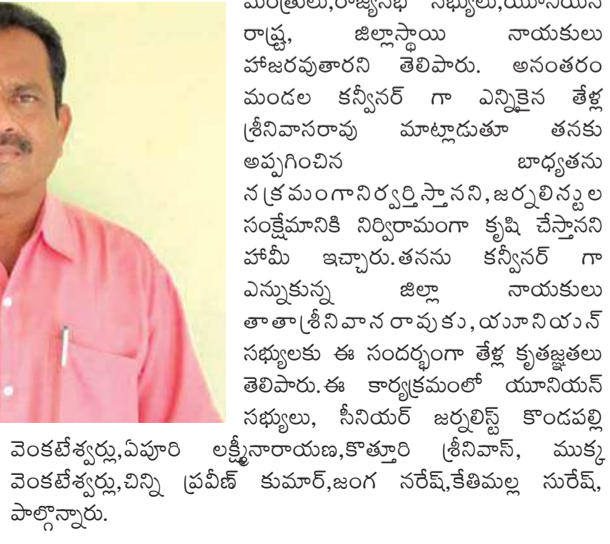 మంత్రులు,రాజ్యసభ సభ్యులు,యూనియన్
రాష్ట్ర, జిల్లాస్థాయి నాయకులు
హాజరవుతారని తెలిపారు. అనంతరం
మండల కన్వీనర్ గా ఎన్నికైన తేళ్ల
శ్రీనివాసరావు మాట్లాడుతూ తనకు
అప్పగించిన బాధ్యతను
సక్రమంగానిర్వర్తిస్తానని,జర్నలిస్టుల
సంక్షేమానికి నిర్విరామంగా కృషి చేస్తానని
హామీ ఇచ్చారు.తనను కన్వీనర్ గా
ఎన్నుకున్న జిల్లా నాయకులు
తాతాశ్రీనివాసరావుకు,యూనియన్
సభ్యులకు ఈ సందర్భంగా తేళ్ల కృతజ్ఞతలు
తెలిపారు.ఈ కార్యక్రమంలో యూనియన్
సభ్యులు, సీనియర్ జర్నలిస్ట్ కొండపల్లి
వెంకటేశ్వర్లు,ఏపూరి లక్ష్మీనారాయణ,కొత్తూరి శ్రీనివాస్, ముక్క
వెంకటేశ్వర్లు,చిన్ని ప్రవీణ్ కుమార్,జంగ నరేష్,కేతిమల్ల సురేష్,
పాల్గొన్నారు.